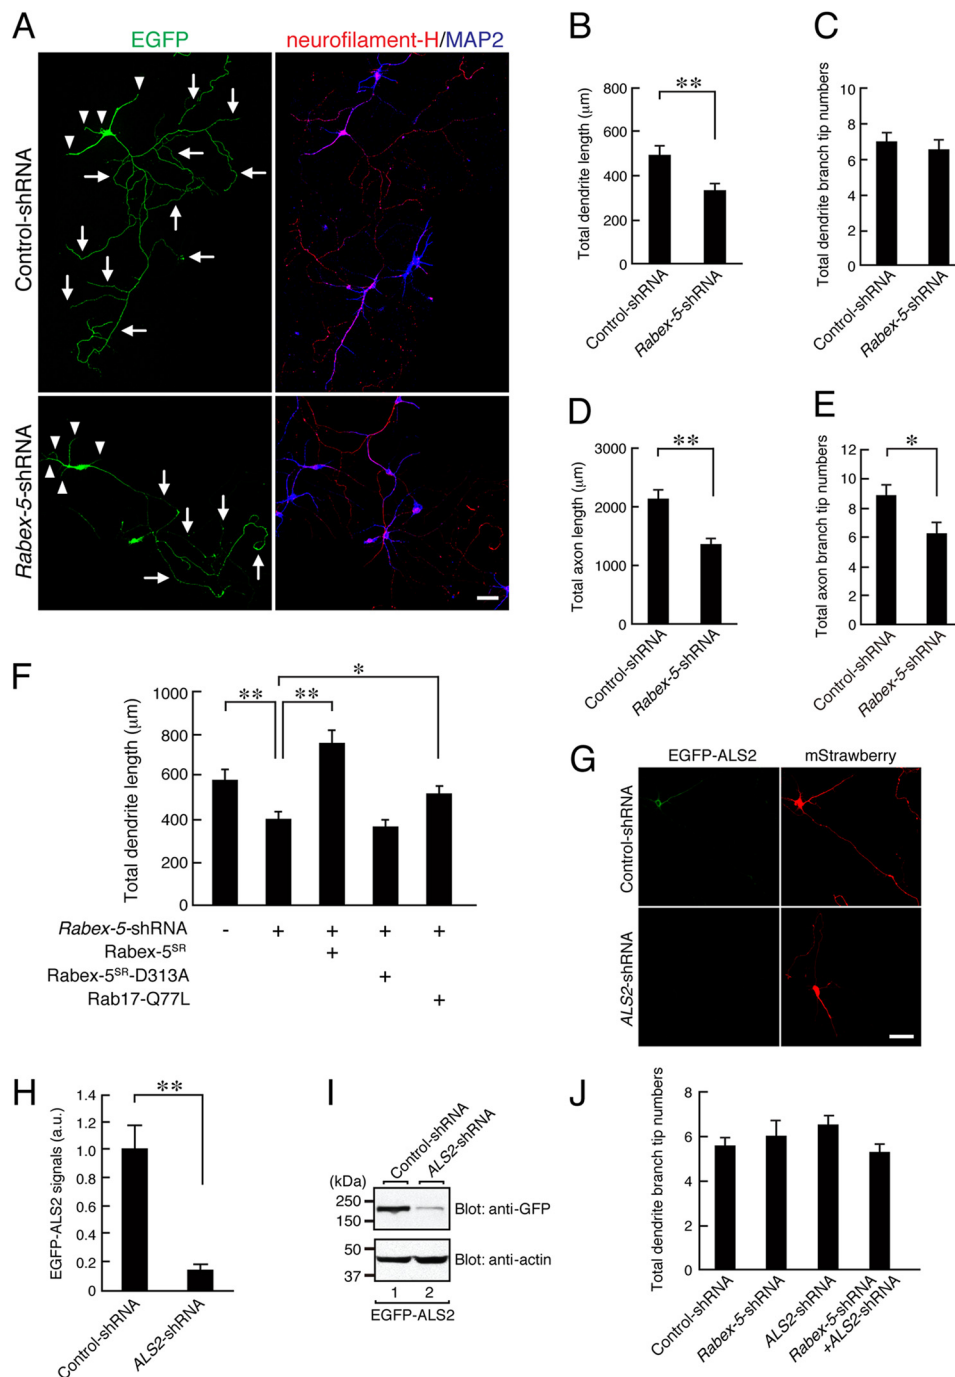 A
EGFP
neurofilament-H/MAP2
Control-shRNA
Rabex-5-shRNA
B
Total dendrite length (μm)
800
600
400
200
0
**
Control-shRNA
Rabex-5-shRNA
C
Total dendrite branch tip numbers
10
8
6
4
2
0
Control-shRNA
Rabex-5-shRNA
D
Total axon length (μm)
3000
2000
1000
0
**
Control-shRNA
Rabex-5-shRNA
E
Total axon branch tip numbers
12
10
8
6
4
2
0
*
Control-shRNA
Rabex-5-shRNA
F
Total dendrite length (μm)
1000
800
600
400
200
0
**
**
*
Rabex-5-shRNA - + + + +
Rabex-5SR +
Rabex-5SR-D313A +
Rab17-Q77L +
G
EGFP-ALS2
mStrawberry
Control-shRNA
ALS2-shRNA
H
EGFP-ALS2 signals (a.u.)
1.4
1.2
1.0
0.8
0.6
0.4
0.2
0
**
Control-shRNA
ALS2-shRNA
I
Control-shRNA
ALS2-shRNA
(kDa)
250
150
Blot: anti-GFP
50
37
Blot: anti-actin
1 2
EGFP-ALS2
J
Total dendrite branch tip numbers
8
6
4
2
0
Control-shRNA
Rabex-5-shRNA
ALS2-shRNA
Rabex-5-shRNA
+ALS2-shRNA